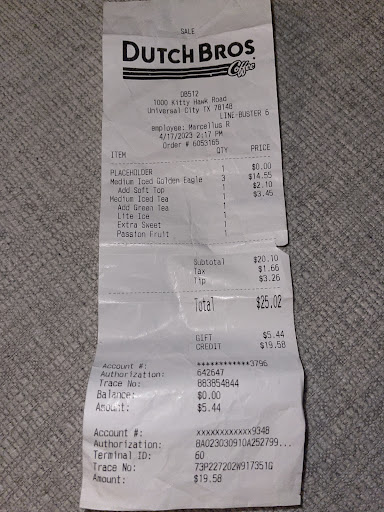 SALE
DUTCH BROS.
Coffee
DB512
1000 Kitty Hawk Road
Universal City TX 78148
LINE-BUSTER 6
employee: Marcellus R
4/17/2023 2:17 PM
Order # 6053165
ITEM QTY PRICE
PLACEHOLDER 1 $0.00
Medium Iced Golden Eagle 3 $14.55
Add Soft Top 1 $2.10
Medium Iced Tea 1 $3.45
Add Green Tea 1
Lite Ice 1
Extra Sweet 1
Passion Fruit 1
Subtotal $20.10
Tax $1.66
Tip $3.26
Total $25.02
GIFT $5.44
CREDIT $19.58
Account #: ************3796
Authorization: 642647
Trace No: 883854844
Balance: $0.00
Amount: $5.44
Account #: xxxxxxxxxxxx9348
Authorization: 8A023030910A252799...
Terminal ID: 60
Trace No: 73P227202W917351G
Amount: $19.58